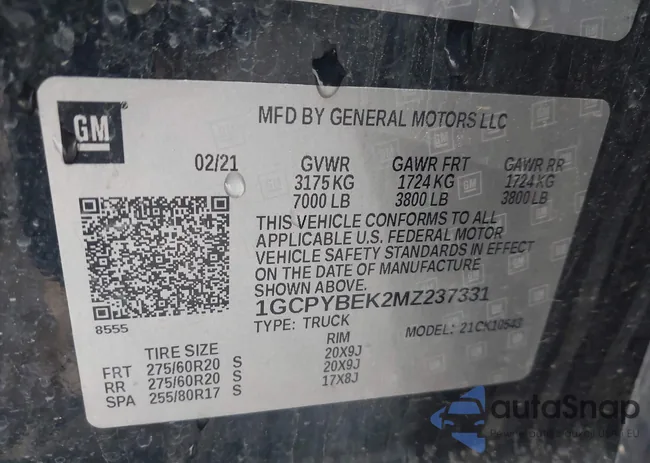 GM
MFD BY GENERAL MOTORS LLC
02/21 GVWR GAWR FRT GAWR RR
3175 KG 1724 KG 1724 KG
7000 LB 3800 LB 3800 LB
THIS VEHICLE CONFORMS TO ALL
APPLICABLE U.S. FEDERAL MOTOR
VEHICLE SAFETY STANDARDS IN EFFECT
ON THE DATE OF MANUFACTURE
SHOWN ABOVE.
1GCPYBEK2MZ237331
8555 TYPE: TRUCK MODEL: 21CK10543
TIRE SIZE RIM
FRT 275/60R20 S 20X9J
RR 275/60R20 S 20X9J
SPA 255/80R17 S 17X8J
autoSnap